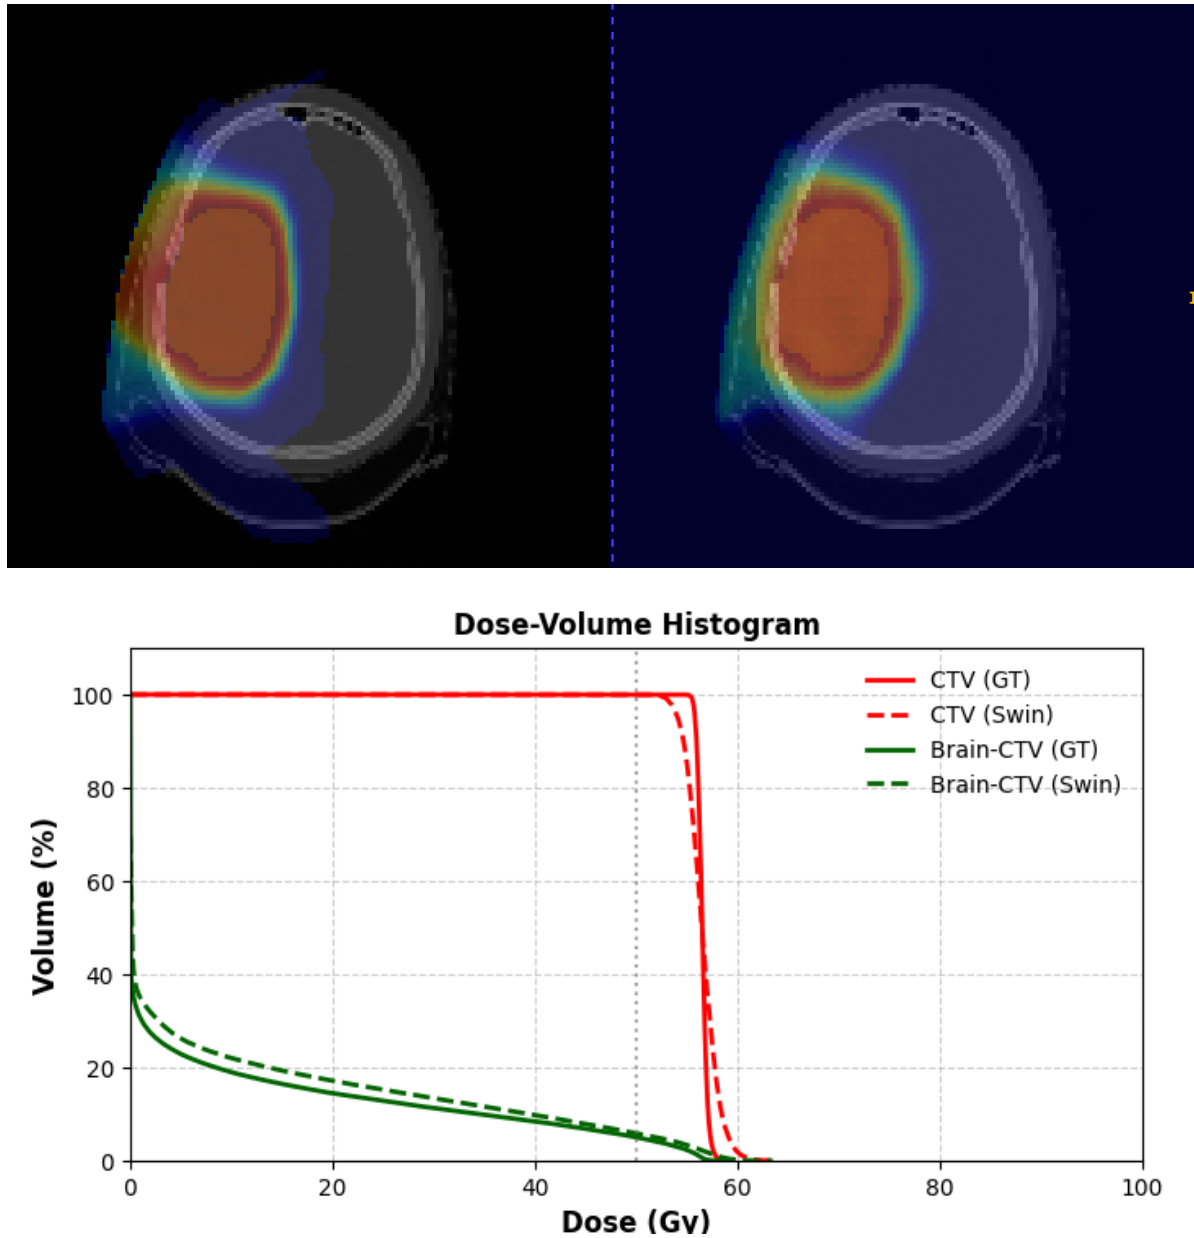 Dose-Volume Histogram
CTV (GT)
CTV (Swin)
Brain-CTV (GT)
Brain-CTV (Swin)
Volume (%)
100
80
60
40
20
0
0 20 40 60 80 100
Dose (Gy)